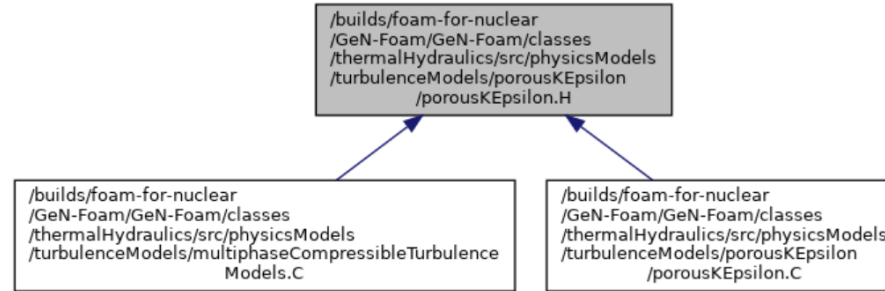 /builds/foam-for-nuclear
/GeN-Foam/GeN-Foam/classes
/thermalHydraulics/src/physicsModels
/turbulenceModels/porousKEpsilon
/porousKEpsilon.H
/builds/foam-for-nuclear
/GeN-Foam/GeN-Foam/classes
/thermalHydraulics/src/physicsModels
/turbulenceModels/multiphaseCompressibleTurbulence
Models.C
/builds/foam-for-nuclear
/GeN-Foam/GeN-Foam/classes
/thermalHydraulics/src/physicsModels
/turbulenceModels/porousKEpsilon
/porousKEpsilon.C